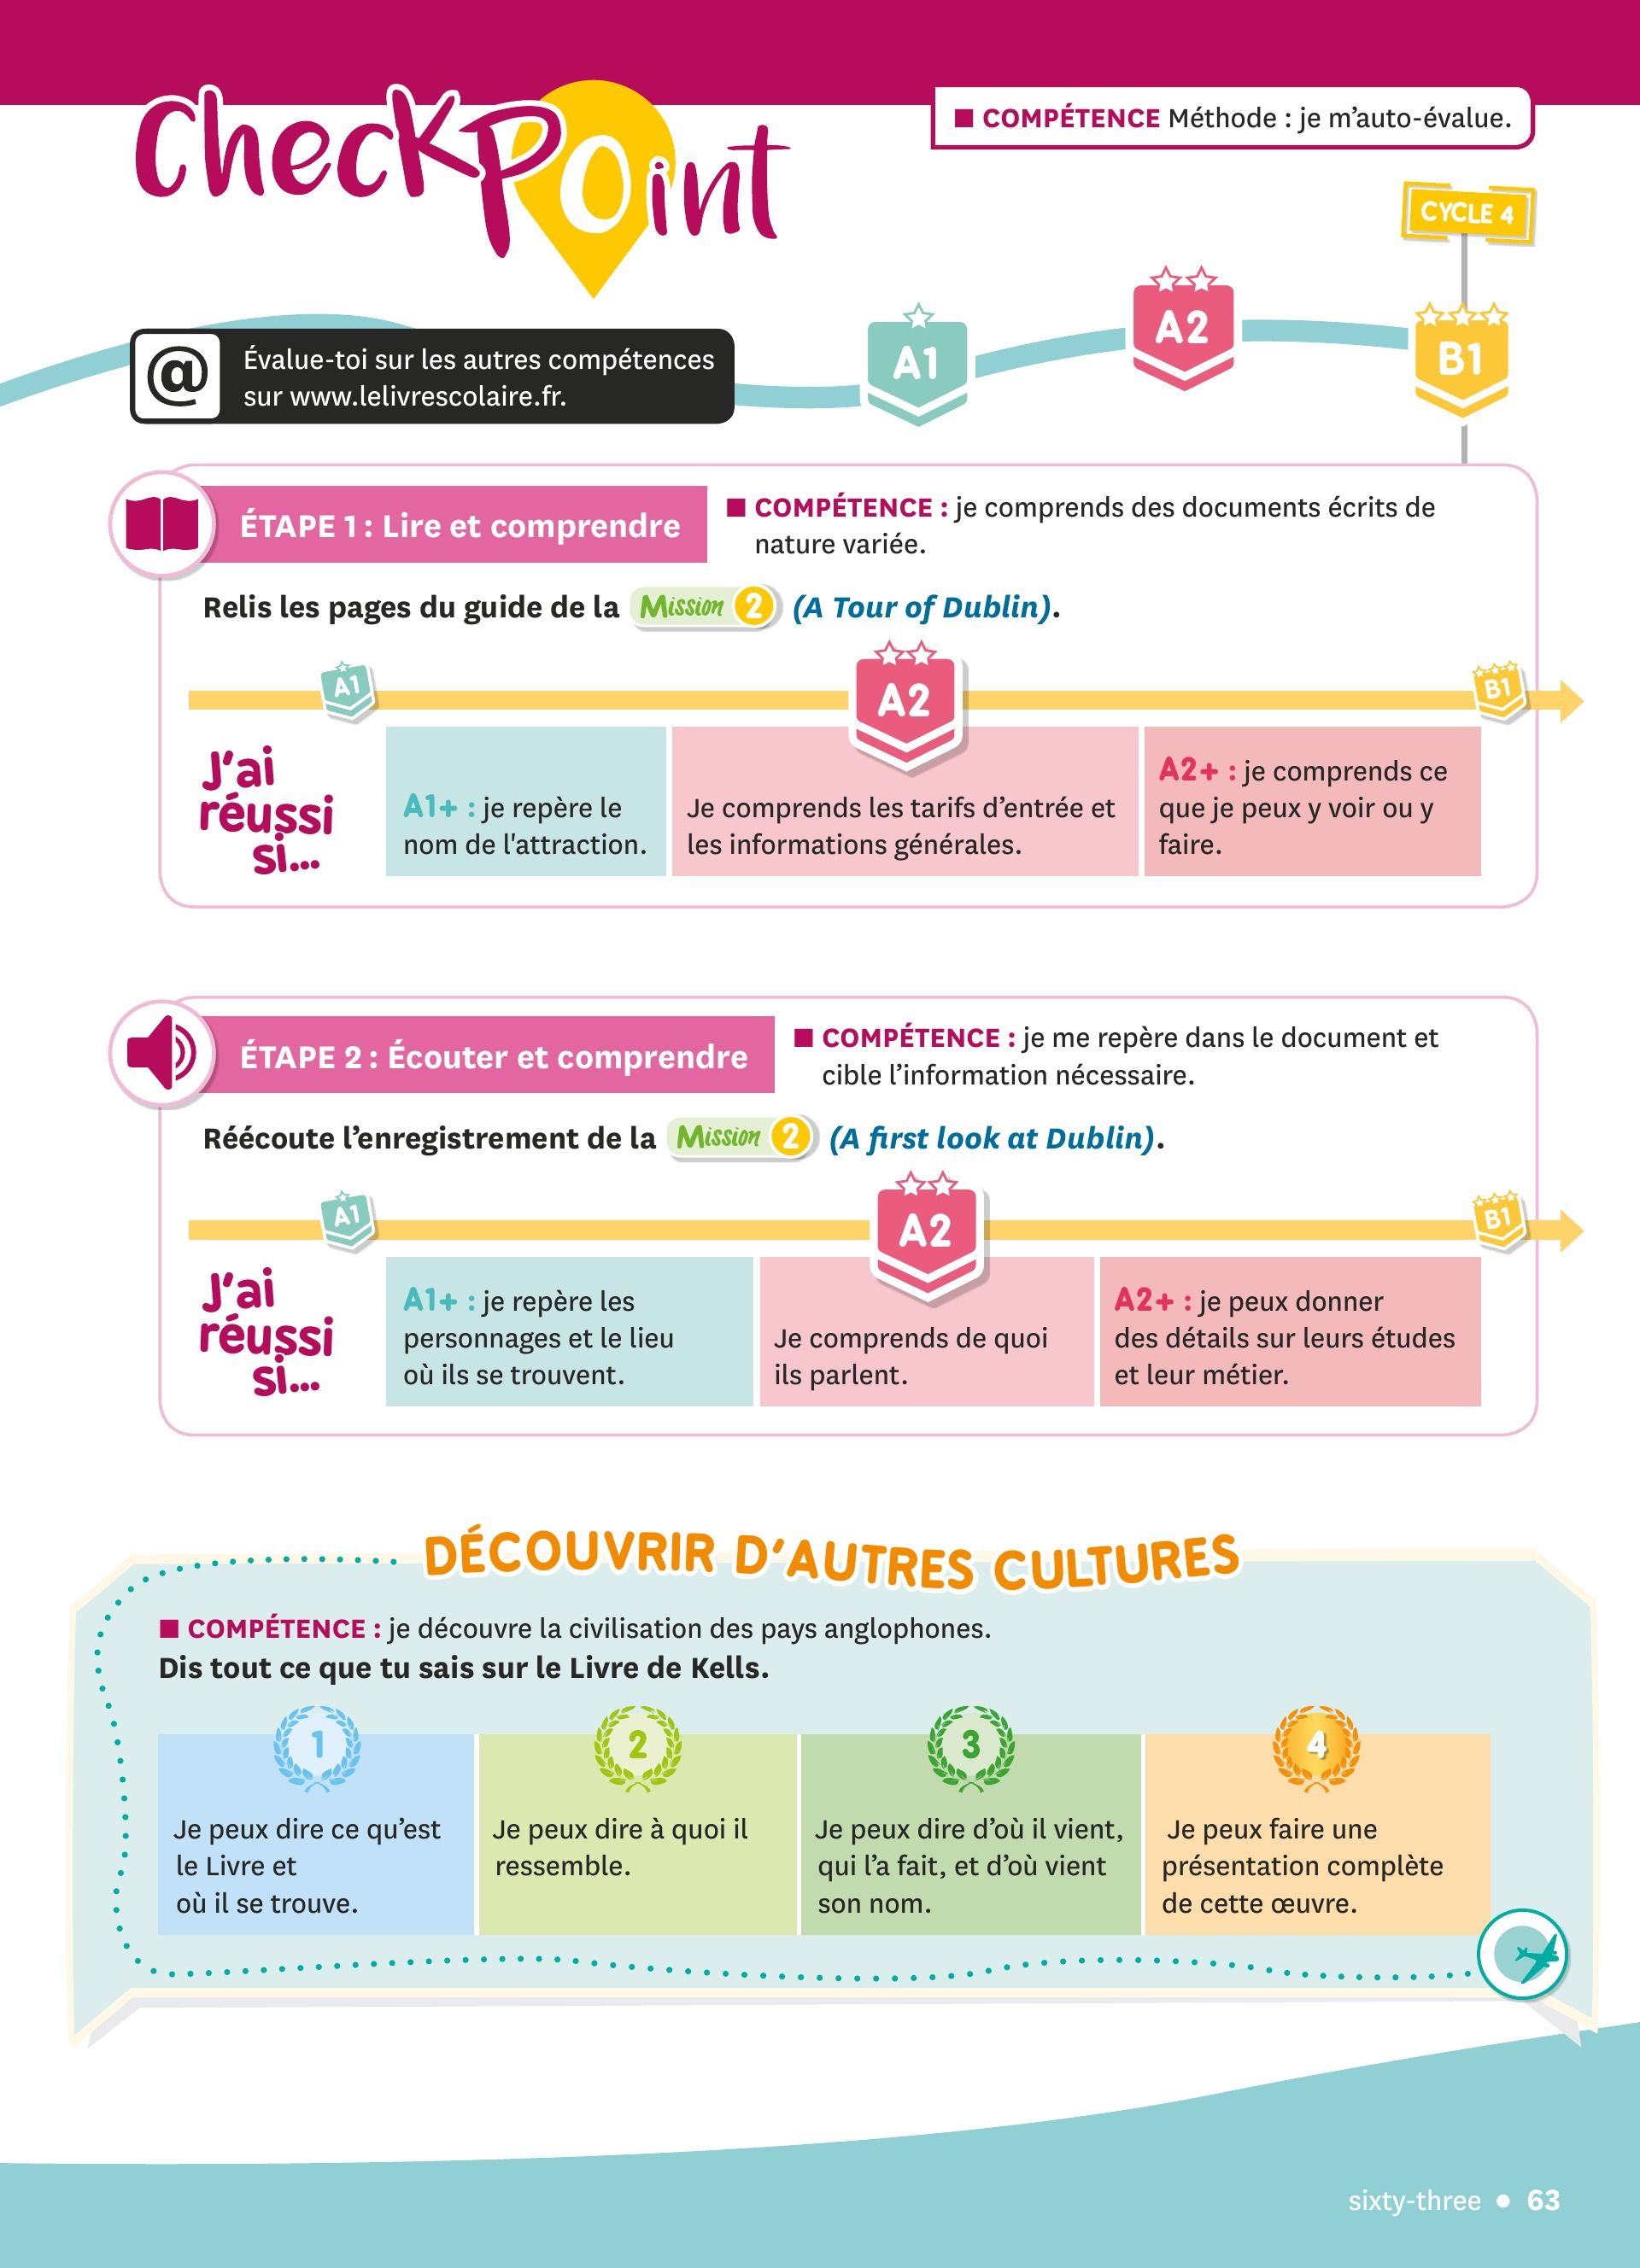 CheckPoint
■ COMPÉTENCE Méthode : je m'auto-évalue.
CYCLE 4
A1
A2
B1
@
Évalue-toi sur les autres compétences
sur www.lelivrescolaire.fr.
ÉTAPE 1 : Lire et comprendre
■ COMPÉTENCE : je comprends des documents écrits de
nature variée.
Relis les pages du guide de la Mission 2 (A Tour of Dublin).
A1
A2
B1
J'ai
réussi
si...
A1+ : je repère le
nom de l'attraction.
Je comprends les tarifs d'entrée et
les informations générales.
A2+ : je comprends ce
que je peux y voir ou y
faire.
ÉTAPE 2 : Écouter et comprendre
■ COMPÉTENCE : je me repère dans le document et
cible l'information nécessaire.
Réécoute l'enregistrement de la Mission 2 (A first look at Dublin).
A1
A2
B1
J'ai
réussi
si...
A1+ : je repère les
personnages et le lieu
où ils se trouvent.
Je comprends de quoi
ils parlent.
A2+ : je peux donner
des détails sur leurs études
et leur métier.
DÉCOUVRIR D'AUTRES CULTURES
■ COMPÉTENCE : je découvre la civilisation des pays anglophones.
Dis tout ce que tu sais sur le Livre de Kells.
1
Je peux dire ce qu'est
le Livre et
où il se trouve.
2
Je peux dire à quoi il
ressemble.
3
Je peux dire d'où il vient,
qui l'a fait, et d'où vient
son nom.
4
Je peux faire une
présentation complète
de cette œuvre.
sixty-three • 63